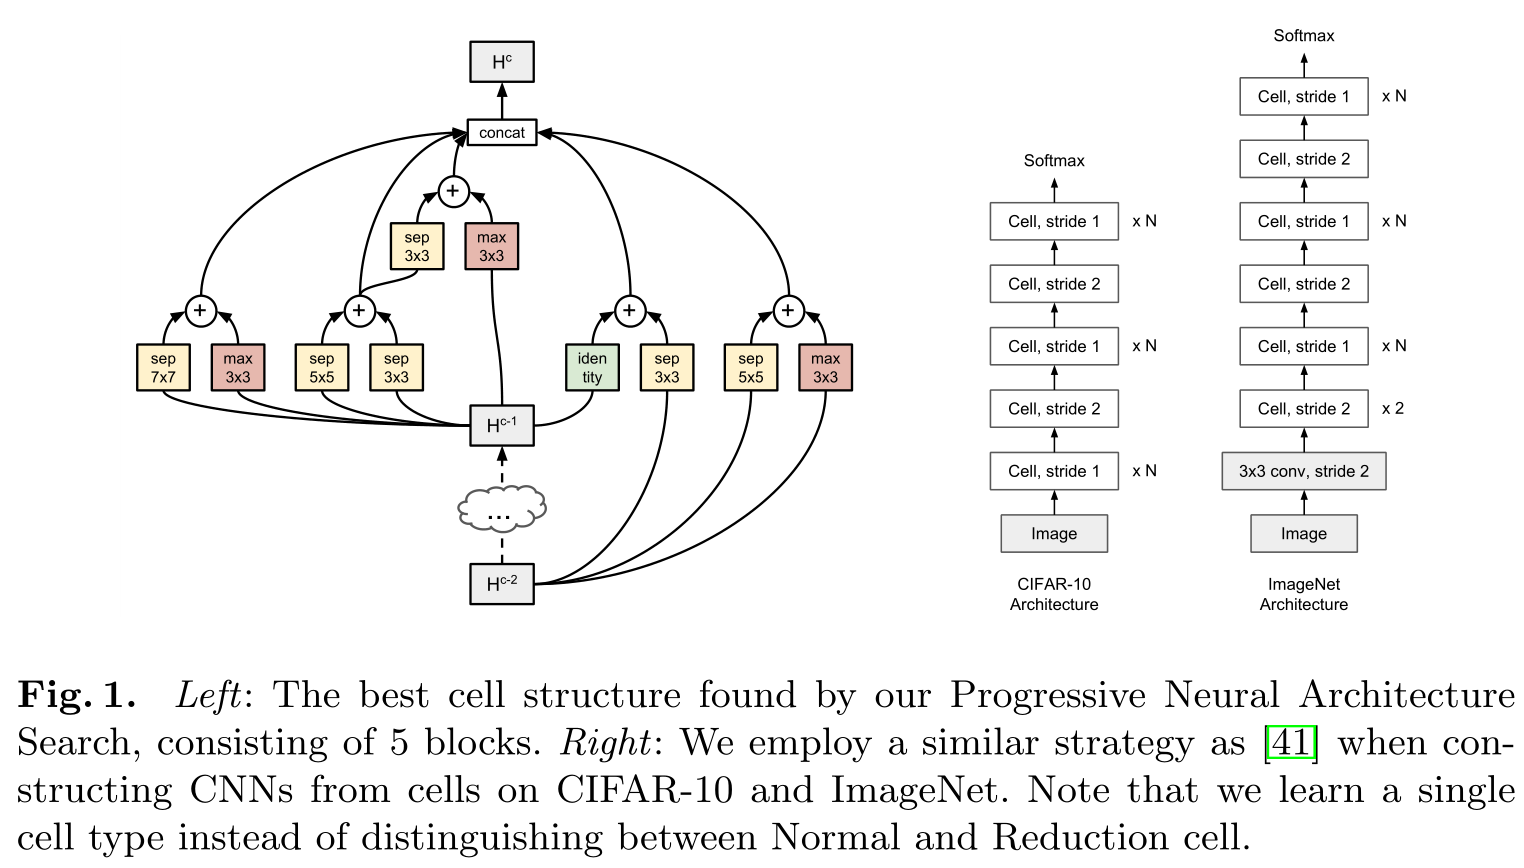 H^c
concat
+
sep
3x3
max
3x3
+
+
+
+
sep
7x7
max
3x3
sep
5x5
sep
3x3
iden
tity
sep
3x3
sep
5x5
max
3x3
H^c-1
...
H^c-2
Softmax
Cell, stride 1 x N
Cell, stride 2
Cell, stride 1 x N
Cell, stride 2
Cell, stride 1 x N
Image
CIFAR-10
Architecture
Softmax
Cell, stride 1 x N
Cell, stride 2
Cell, stride 1 x N
Cell, stride 2
Cell, stride 1 x N
Cell, stride 2 x 2
3x3 conv, stride 2
Image
ImageNet
Architecture
Fig. 1. Left: The best cell structure found by our Progressive Neural Architecture
Search, consisting of 5 blocks. Right: We employ a similar strategy as [41] when con-
structing CNNs from cells on CIFAR-10 and ImageNet. Note that we learn a single
cell type instead of distinguishing between Normal and Reduction cell.